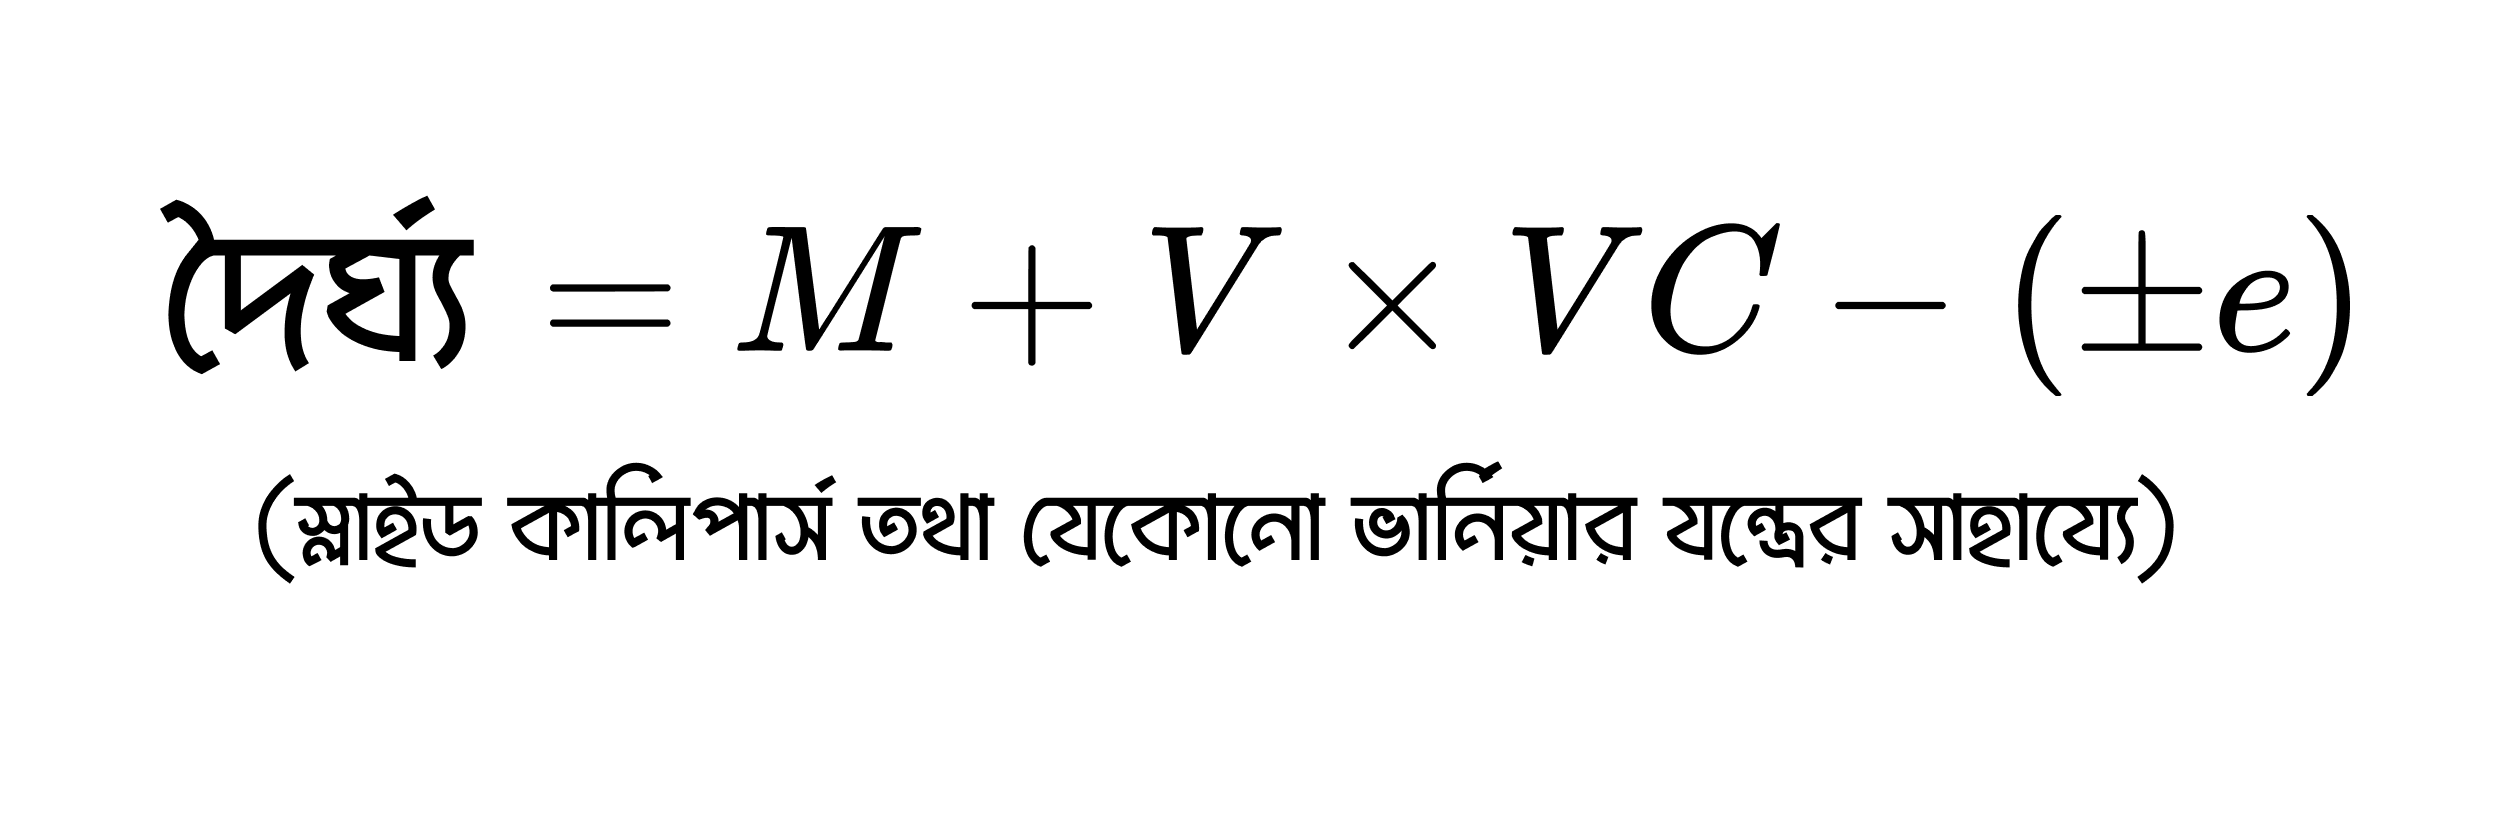 দৈর্ঘ্য = M + V × VC − (±e)
(স্লাইড ক্যালিপার্স তথা যেকোনো ভার্নিয়ার যন্ত্রের সাহায্যে)